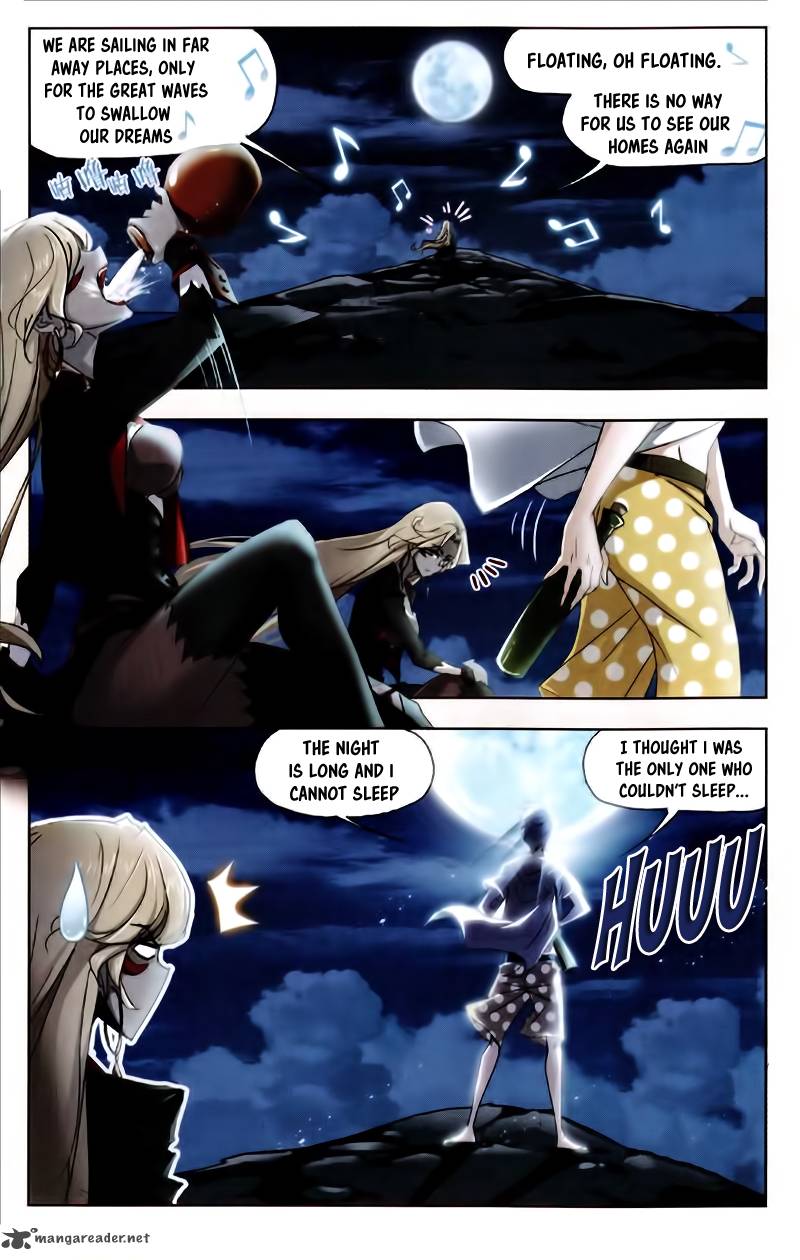 WE ARE SAILING IN FAR
AWAY PLACES, ONLY
FOR THE GREAT WAVES
TO SWALLOW
OUR DREAMS
FLOATING, OH FLOATING.
THERE IS NO WAY
FOR US TO SEE OUR
HOMES AGAIN
THE NIGHT
IS LONG AND I
CANNOT SLEEP
I THOUGHT I WAS
THE ONLY ONE WHO
COULDN'T SLEEP...
HUUU
mangareader.net